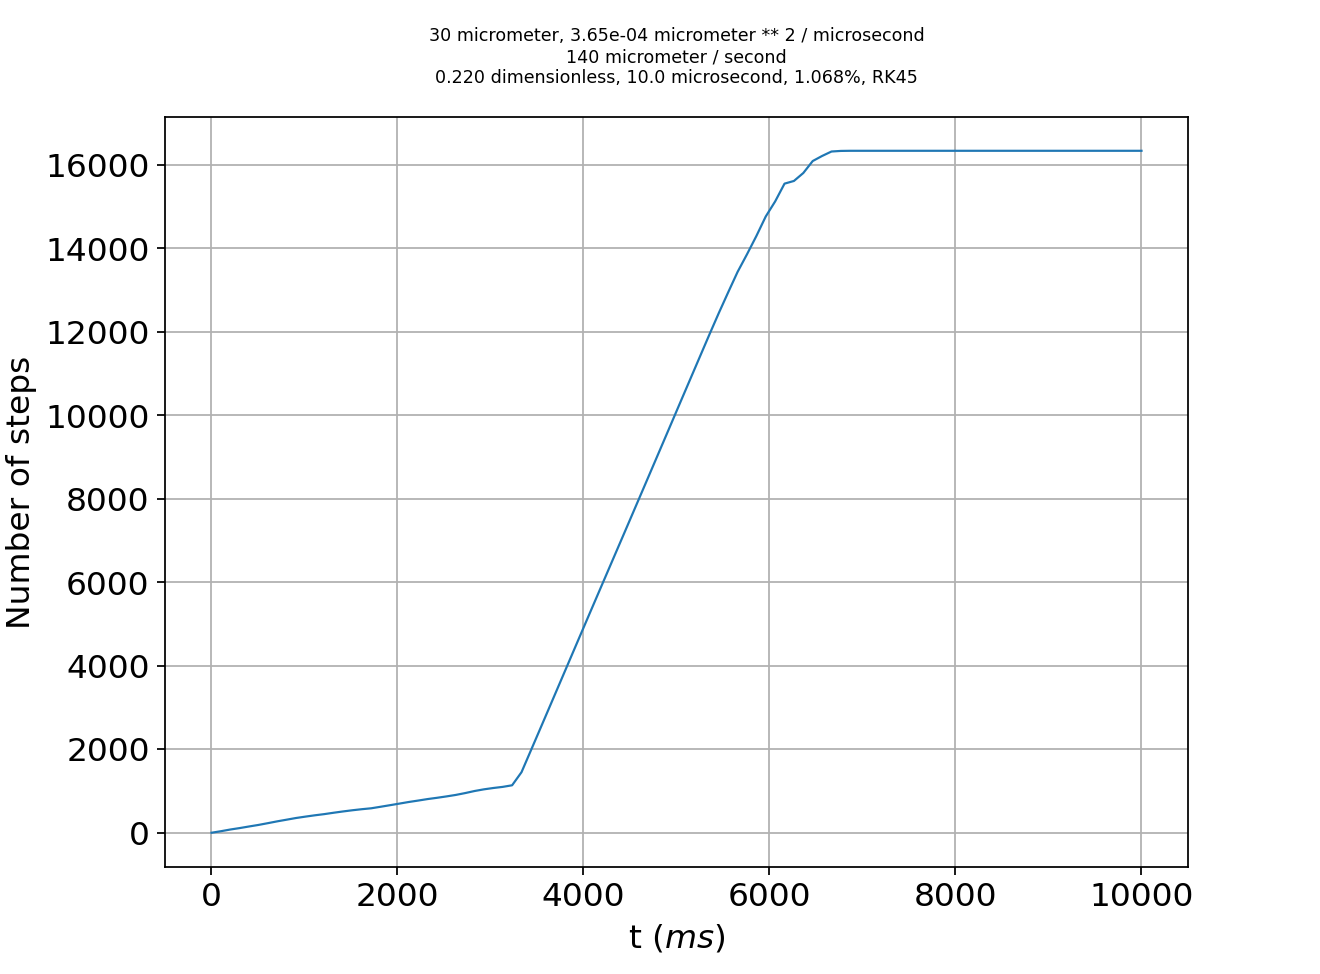 30 micrometer, 3.65e-04 micrometer ** 2 / microsecond
140 micrometer / second
0.220 dimensionless, 10.0 microsecond, 1.068%, RK45
16000
14000
12000
10000
8000
6000
4000
2000
0
Number of steps
0 2000 4000 6000 8000 10000
t (ms)